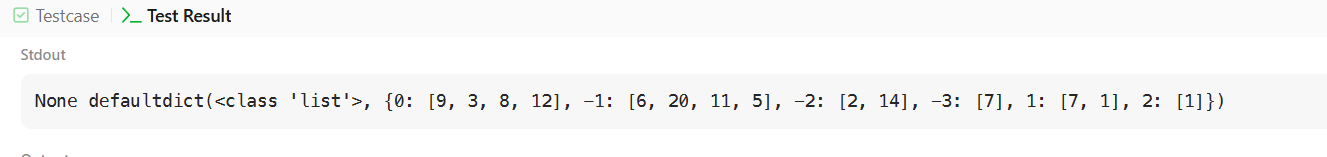 Testcase
>_ Test Result
Stdout
None defaultdict(<class 'list'>, {0: [9, 3, 8, 12], -1: [6, 20, 11, 5], -2: [2, 14], -3: [7], 1: [7, 1], 2: [1]})